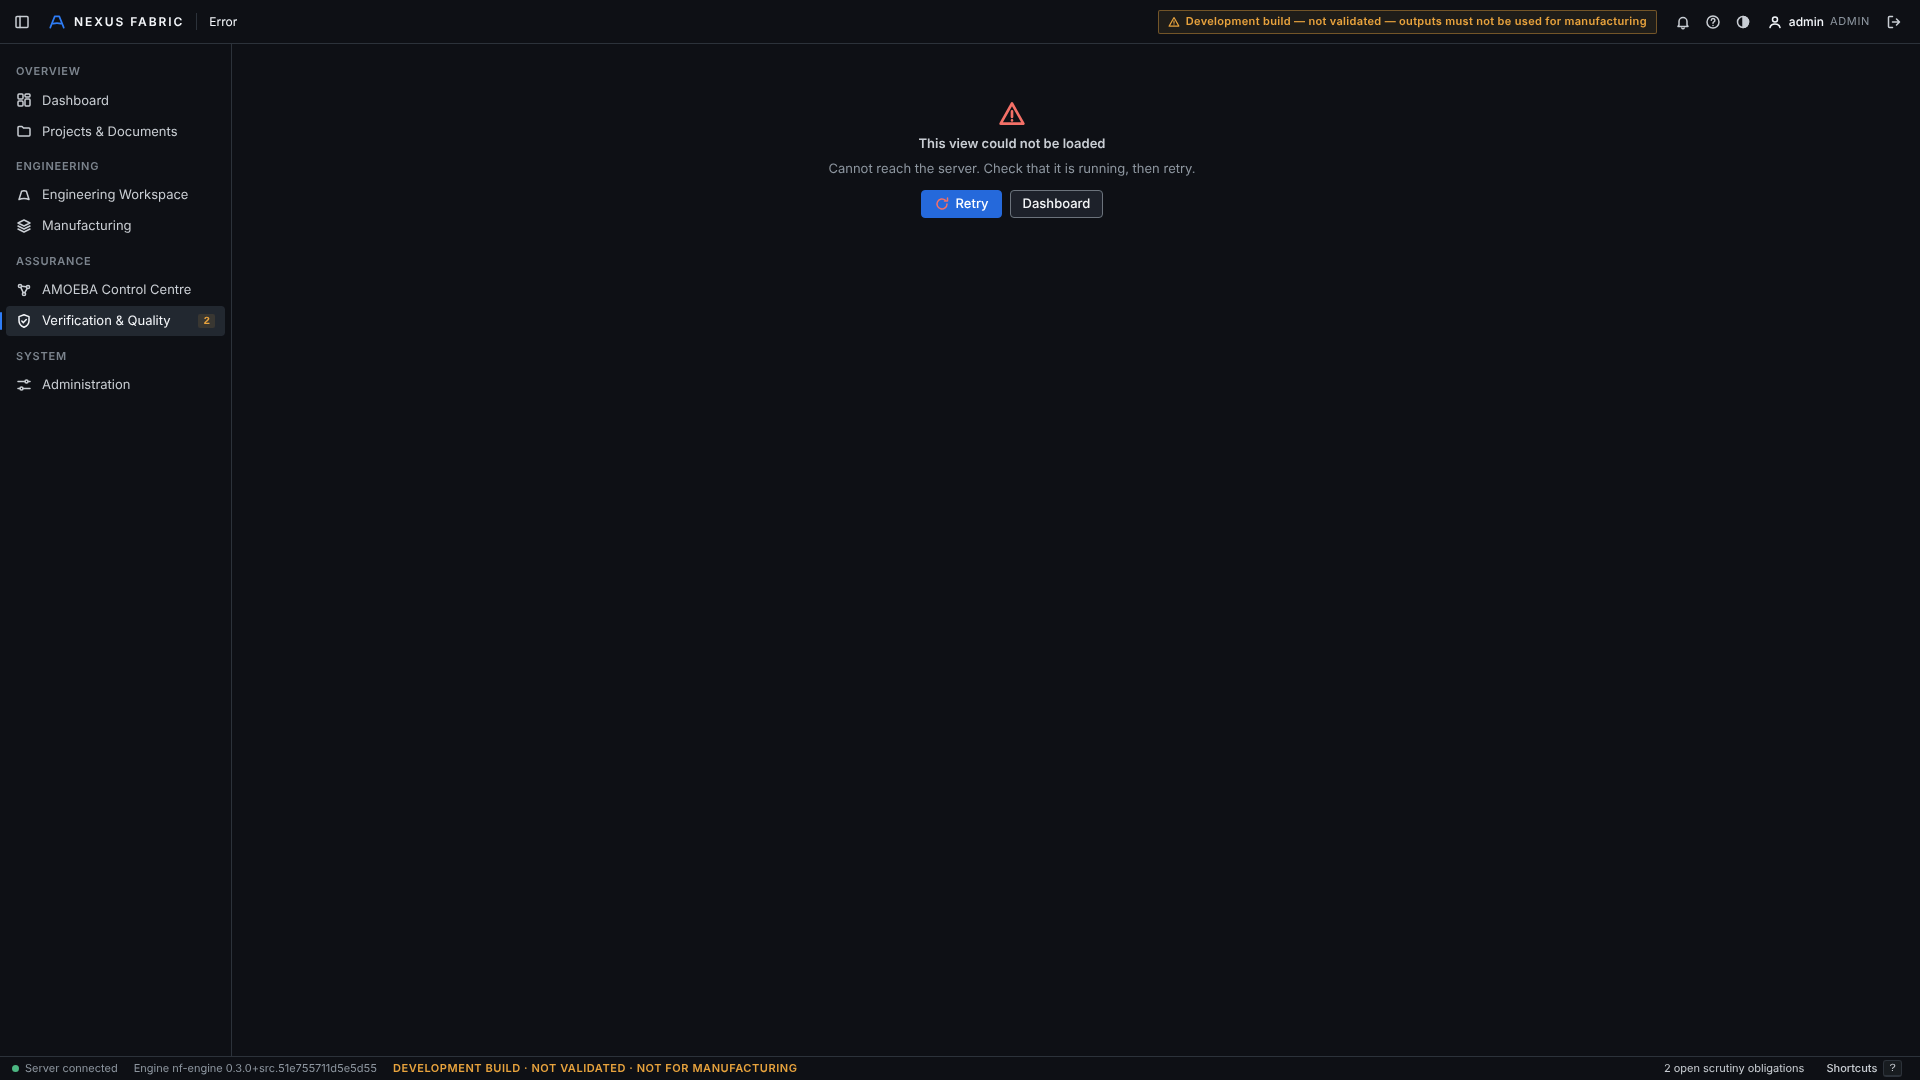 NEXUS FABRIC
Error
Development build — not validated — outputs must not be used for manufacturing
admin ADMIN
OVERVIEW
Dashboard
Projects & Documents
ENGINEERING
Engineering Workspace
Manufacturing
ASSURANCE
AMOEBA Control Centre
Verification & Quality 2
SYSTEM
Administration
This view could not be loaded
Cannot reach the server. Check that it is running, then retry.
Retry
Dashboard
Server connected
Engine nf-engine 0.3.0+src.51e755711d5e5d55
DEVELOPMENT BUILD · NOT VALIDATED · NOT FOR MANUFACTURING
2 open scrutiny obligations
Shortcuts ?